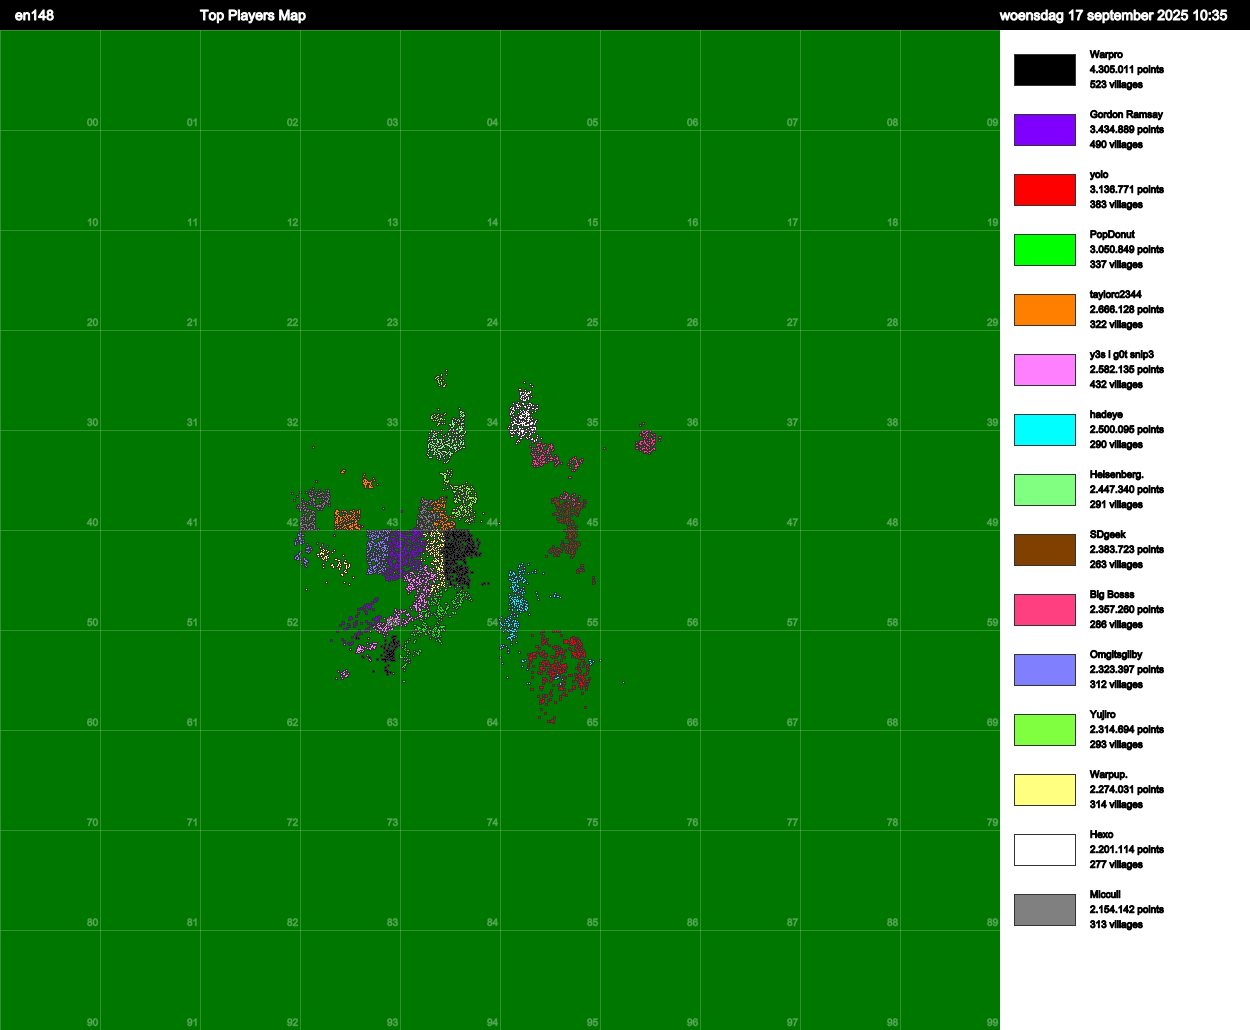 en148 Top Players Map woensdag 17 september 2025 10:35
Warpro
4.305.011 points
523 villages
Gordon Ramsay
3.434.889 points
490 villages
yolo
3.136.771 points
383 villages
PopDonut
3.050.849 points
337 villages
taylorc2344
2.666.128 points
322 villages
y3s i g0t snip3
2.582.135 points
432 villages
hadeye
2.500.095 points
290 villages
Heisenberg.
2.447.340 points
291 villages
SDgeek
2.383.723 points
263 villages
Big Bosss
2.357.260 points
286 villages
Omgitsgilby
2.323.397 points
312 villages
Yujiro
2.314.694 points
293 villages
Warpup.
2.274.031 points
314 villages
Hexo
2.201.114 points
277 villages
Miccull
2.154.142 points
313 villages
00 01 02 03 04 05 06 07 08 09
10 11 12 13 14 15 16 17 18 19
20 21 22 23 24 25 26 27 28 29
30 31 32 33 34 35 36 37 38 39
40 41 42 43 44 45 46 47 48 49
50 51 52 53 54 55 56 57 58 59
60 61 62 63 64 65 66 67 68 69
70 71 72 73 74 75 76 77 78 79
80 81 82 83 84 85 86 87 88 89
90 91 92 93 94 95 96 97 98 99